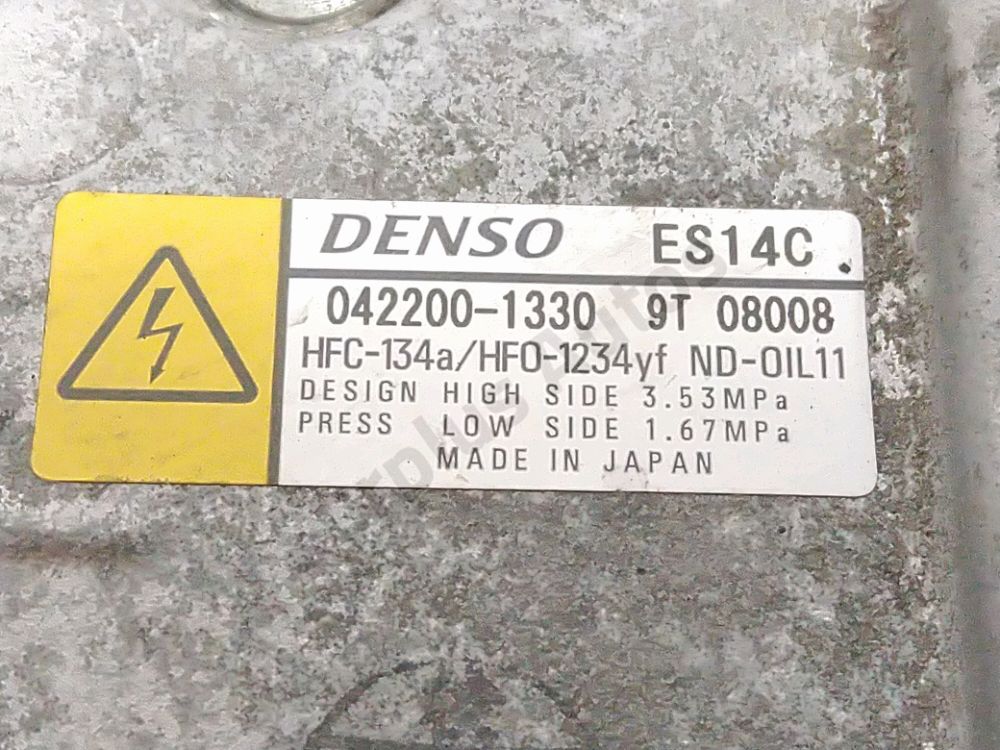 DENSO ES14C
042200-1330 9T 08008
HFC-134a/HFO-1234yf ND-OIL11
DESIGN HIGH SIDE 3.53MPa
PRESS LOW SIDE 1.67MPa
MADE IN JAPAN